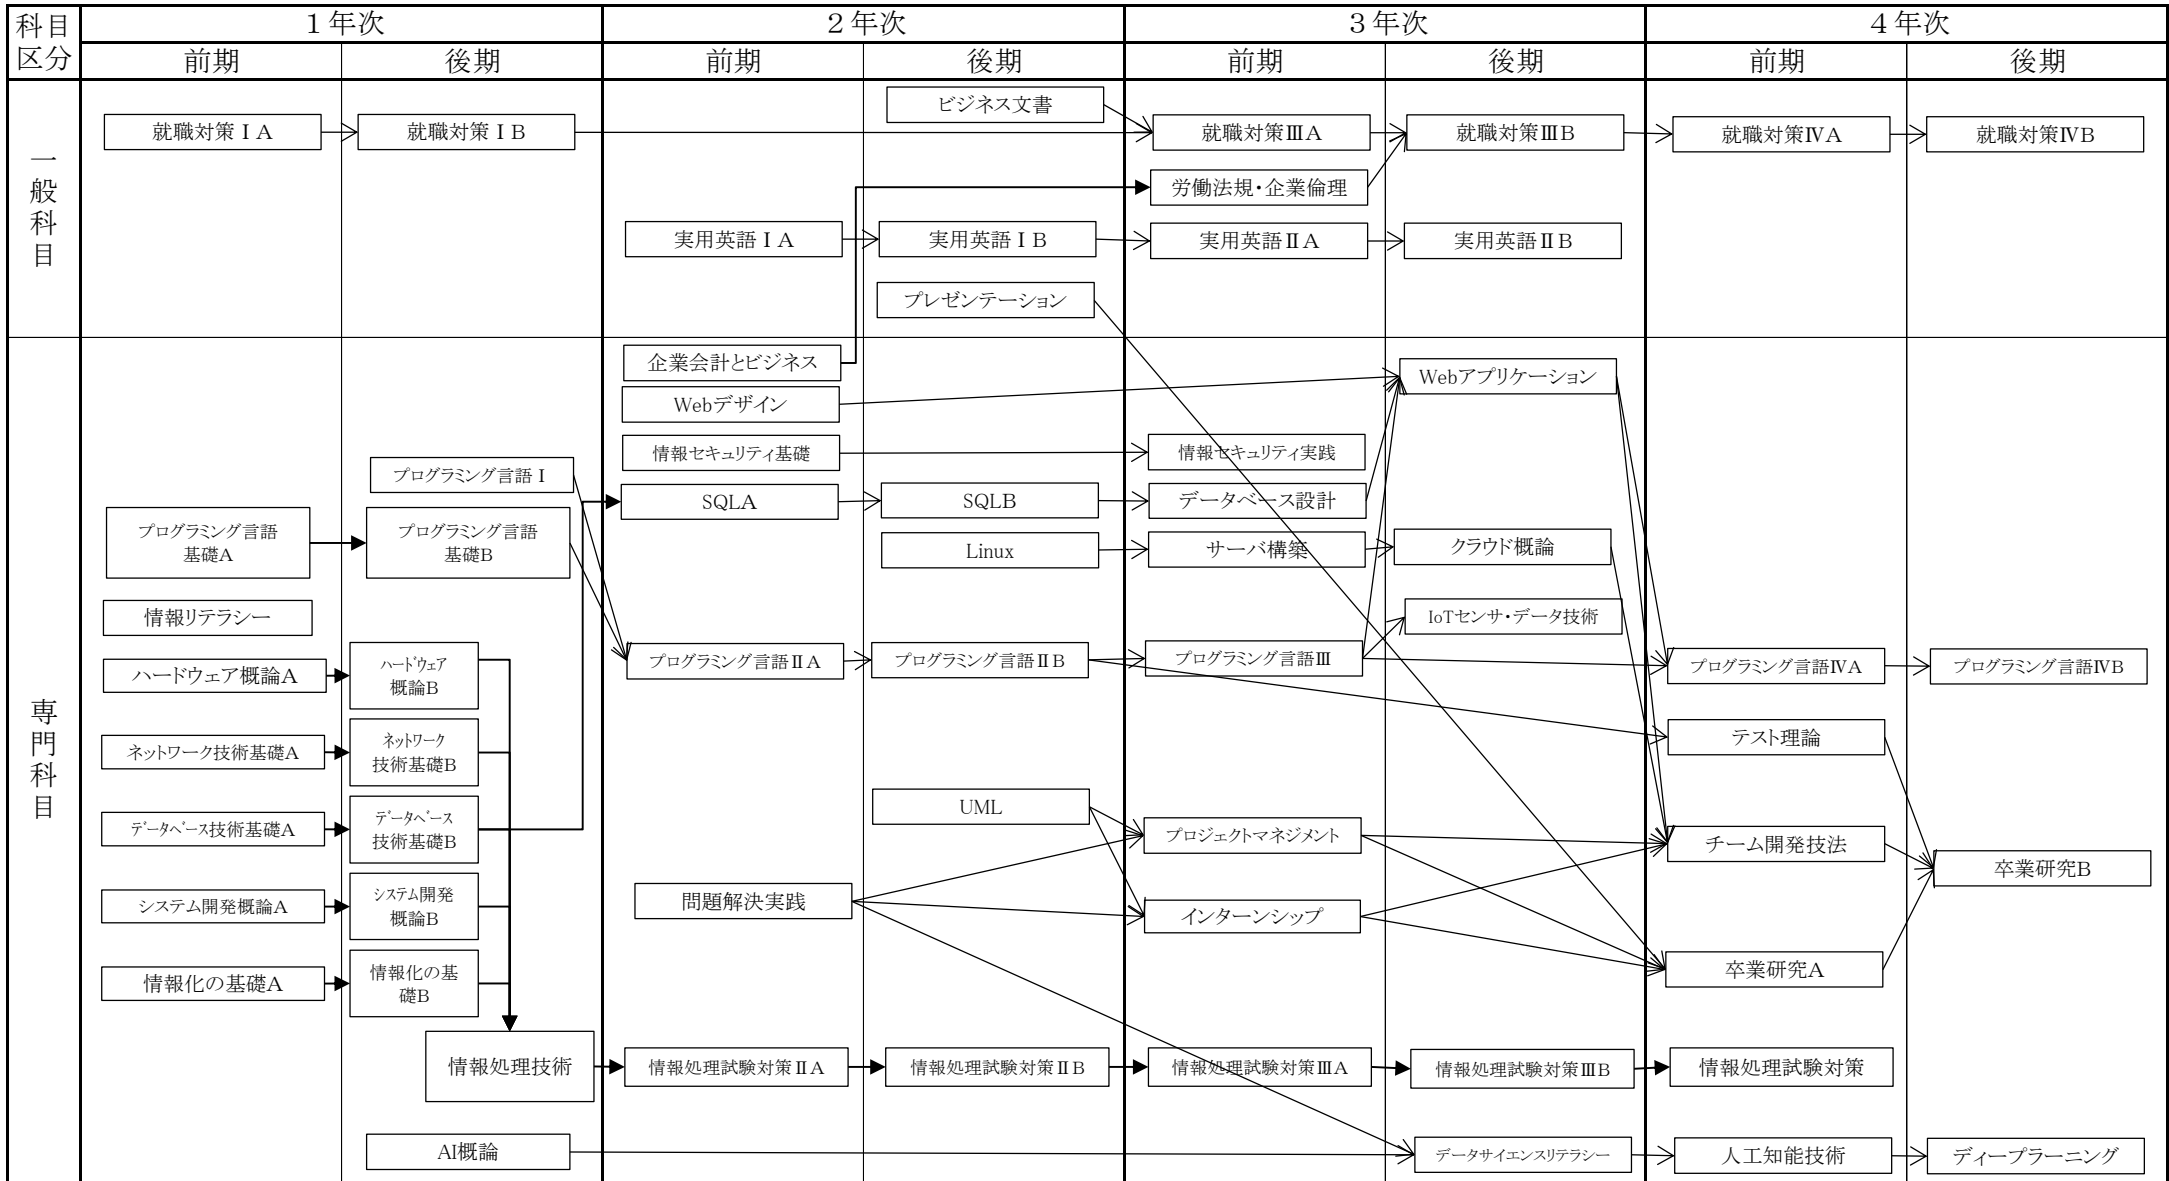 科目
区分
１年次
２年次
３年次
４年次
前期
後期
前期
後期
前期
後期
前期
後期
一般科目
ビジネス文書
就職対策ⅠA
就職対策ⅠB
就職対策ⅢA
就職対策ⅢB
就職対策ⅣA
就職対策ⅣB
労働法規・企業倫理
実用英語ⅠA
実用英語ⅠB
実用英語ⅡA
実用英語ⅡB
プレゼンテーション
専門科目
企業会計とビジネス
Webデザイン
Webアプリケーション
情報セキュリティ基礎
情報セキュリティ実践
プログラミング言語Ⅰ
SQLA
SQLB
データベース設計
プログラミング言語
基礎A
プログラミング言語
基礎B
Linux
サーバ構築
クラウド概論
情報リテラシー
IoTセンサ・データ技術
ハードウェア概論A
ハードウェア
概論B
プログラミング言語ⅡA
プログラミング言語ⅡB
プログラミング言語Ⅲ
プログラミング言語ⅣA
プログラミング言語ⅣB
ネットワーク技術基礎A
ネットワーク
技術基礎B
テスト理論
データベース技術基礎A
データベース
技術基礎B
UML
プロジェクトマネジメント
チーム開発技法
卒業研究B
システム開発概論A
システム開発
概論B
問題解決実践
インターンシップ
情報化の基礎A
情報化の基
礎B
卒業研究A
情報処理技術
情報処理試験対策ⅡA
情報処理試験対策ⅡB
情報処理試験対策ⅢA
情報処理試験対策ⅢB
情報処理試験対策
AI概論
データサイエンスリテラシー
人工知能技術
ディープラーニング